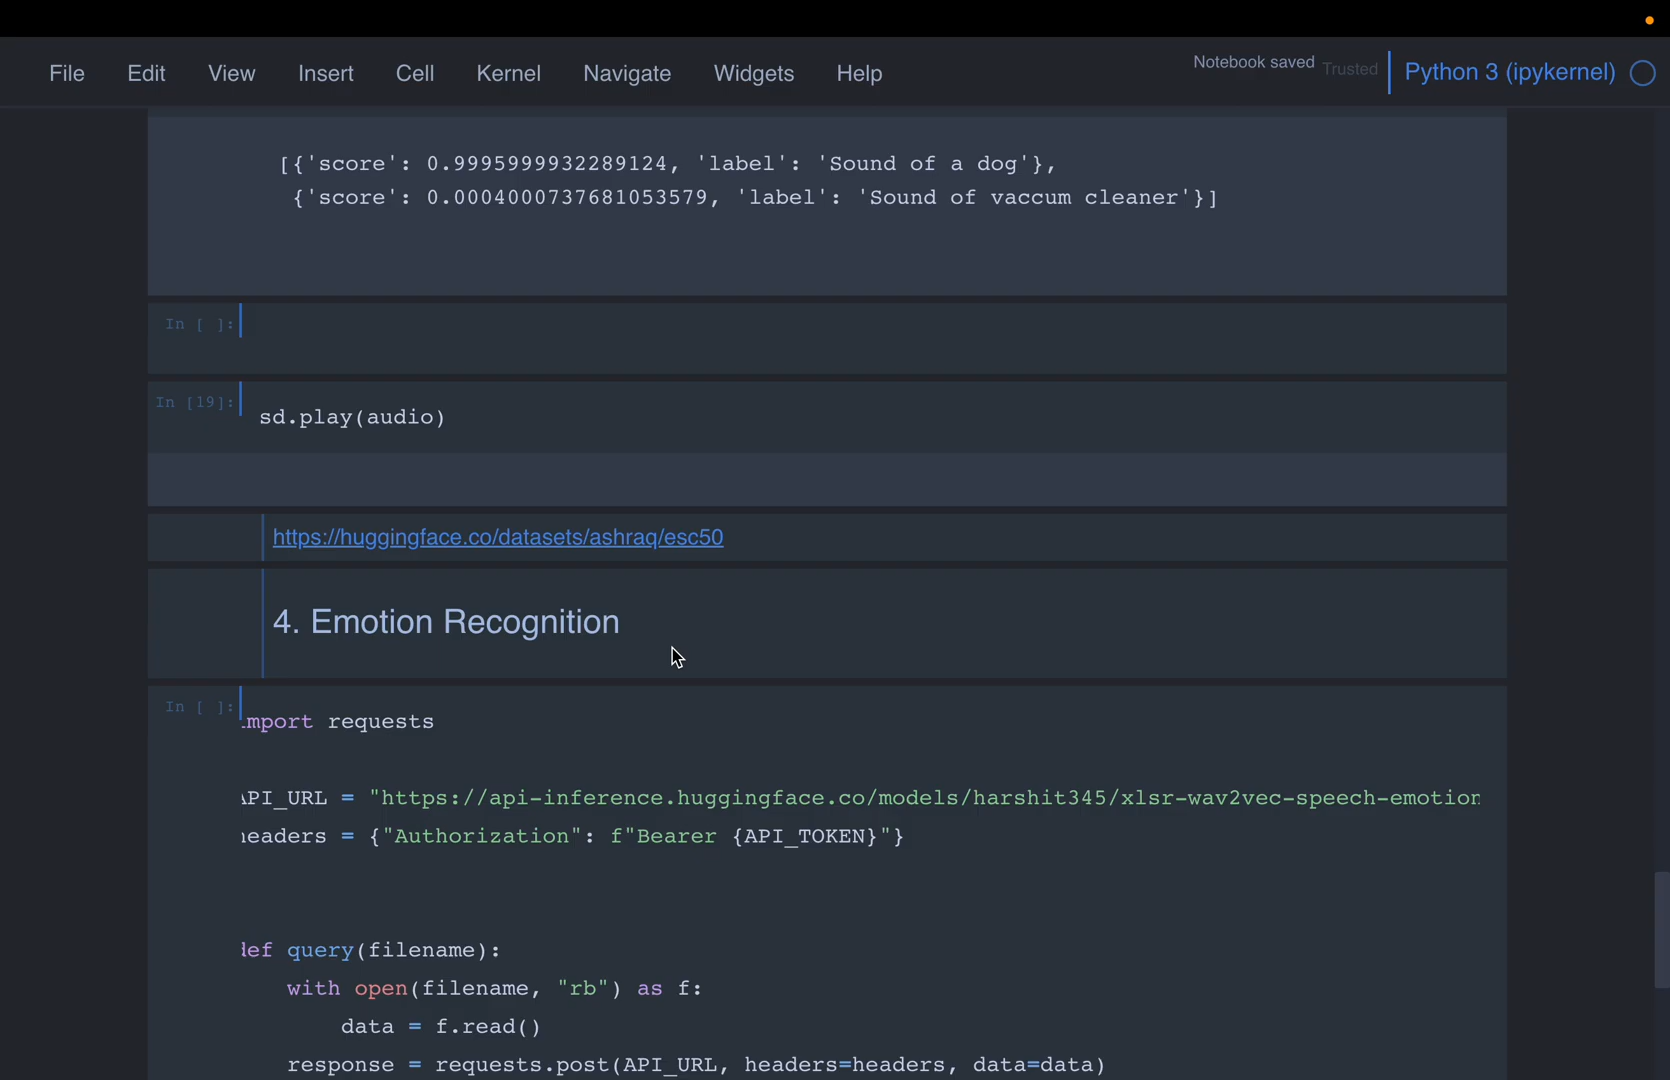 File Edit View Insert Cell Kernel Navigate Widgets Help Notebook saved Trusted Python 3 (ipykernel)
[{'score': 0.9995999932289124, 'label': 'Sound of a dog'},
{'score': 0.0004000737681053579, 'label': 'Sound of vaccum cleaner'}]
In [ ]:
In [19]: sd.play(audio)
https://huggingface.co/datasets/ashraq/esc50
4. Emotion Recognition
In [ ]:
mport requests
API_URL = "https://api-inference.huggingface.co/models/harshit345/xlsr-wav2vec-speech-emotion
headers = {"Authorization": f"Bearer {API_TOKEN}"}
def query(filename):
with open(filename, "rb") as f:
data = f.read()
response = requests.post(API_URL, headers=headers, data=data)